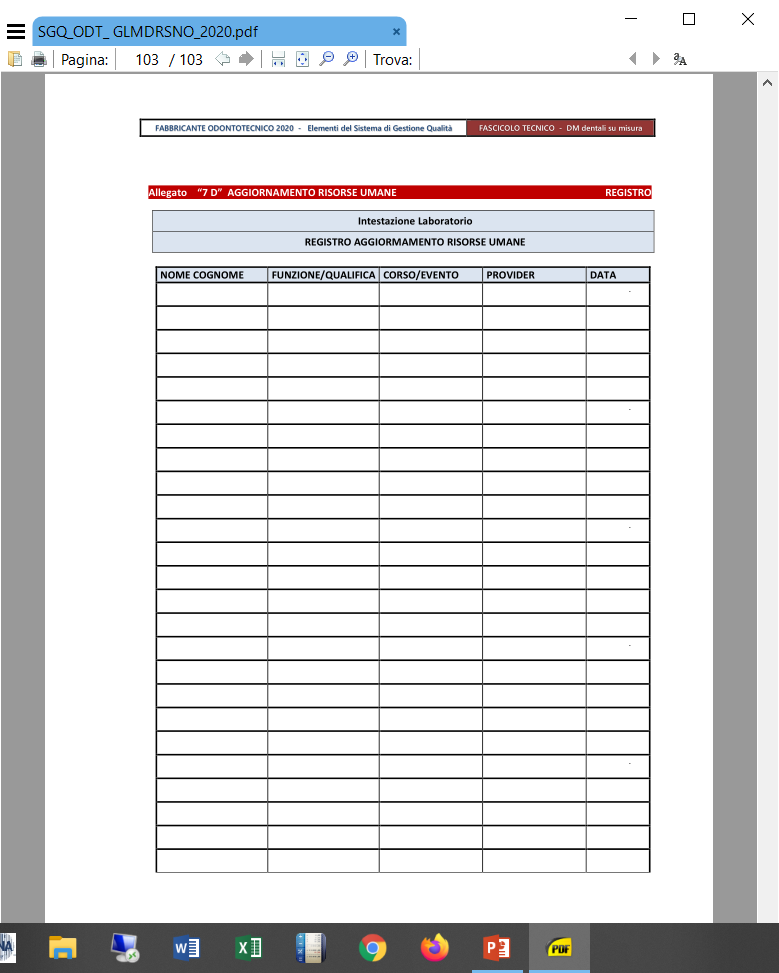 SGQ_ODT_ GLMDRSNO_2020.pdf ×
Pagina: 103 / 103 Trova:
FABBRICANTE ODONTOTECNICO 2020 - Elementi del Sistema di Gestione Qualità FASCICOLO TECNICO - DM dentali su misura
Allegato "7 D" AGGIORNAMENTO RISORSE UMANE REGISTRO
Intestazione Laboratorio
REGISTRO AGGIORMAMENTO RISORSE UMANE
NOME COGNOME FUNZIONE/QUALIFICA CORSO/EVENTO PROVIDER DATA
PDF